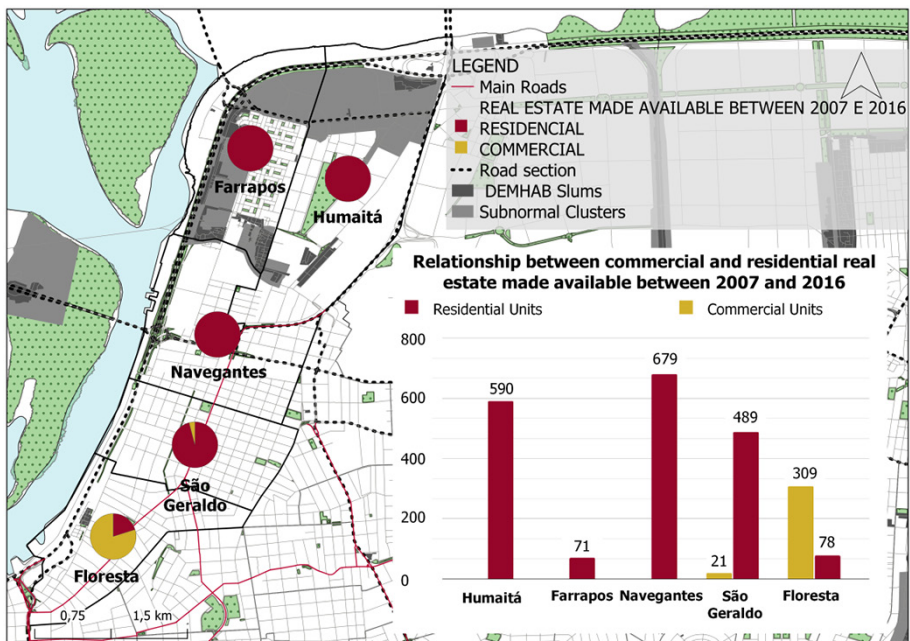 LEGEND
Main Roads
REAL ESTATE MADE AVAILABLE BETWEEN 2007 E 2016
RESIDENCIAL
COMMERCIAL
Road section
DEMHAB Slums
Subnormal Clusters
Farrapos
Humaitá
Navegantes
São
Geraldo
Floresta
0,75
1,5 km
Relationship between commercial and residential real
estate made available between 2007 and 2016
Residential Units
Commercial Units
800
600
400
200
0
590
71
679
21
489
309
78
Humaitá
Farrapos
Navegantes
São
Geraldo
Floresta